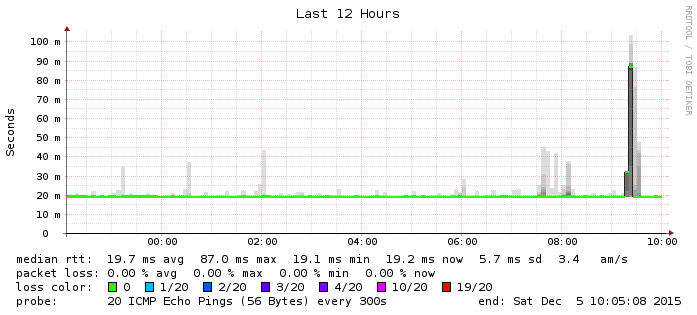 Last 12 Hours
RRDTOOL / TOBI OETIKER
Seconds
100 m
90 m
80 m
70 m
60 m
50 m
40 m
30 m
20 m
10 m
0
00:00 02:00 04:00 06:00 08:00 10:00
median rtt: 19.7 ms avg 87.0 ms max 19.1 ms min 19.2 ms now 5.7 ms sd 3.4 am/s
packet loss: 0.00 % avg 0.00 % max 0.00 % min 0.00 % now
loss color: 0 1/20 2/20 3/20 4/20 10/20 19/20
probe: 20 ICMP Echo Pings (56 Bytes) every 300s end: Sat Dec 5 10:05:08 2015